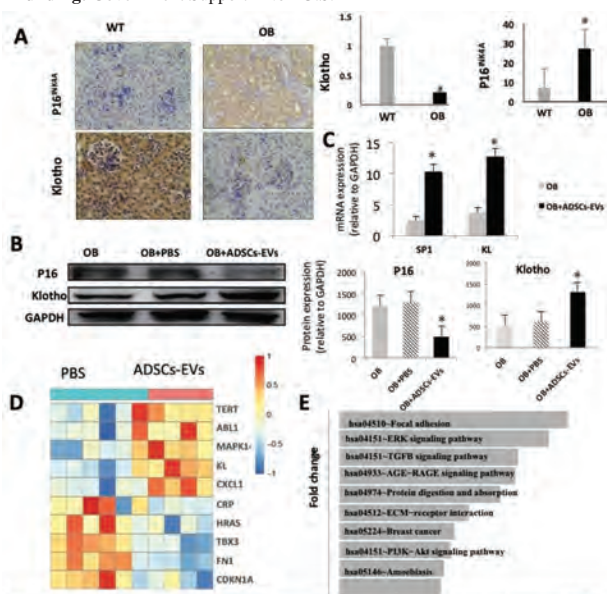 A
WT
OB
P16INK4A
Klotho
Klotho
1.5
1
0.5
0
*
WT
OB
P16INK4A
40
30
20
10
0
*
WT
OB
C
mRNA expression
(relative to GAPDH)
15
10
5
0
*
*
SP1
KL
OB
OB+ADSCs-EVs
B
OB
OB+PBS
OB+ADSCs-EVs
P16
Klotho
GAPDH
Protein expression
(relative to GAPDH)
P16
2000
1500
1000
500
0
*
OB
OB+PBS
OB+ADSCs-EVs
Klotho
2000
1500
1000
500
0
*
OB
OB+PBS
OB+ADSCs-EVs
D
PBS
ADSCs-EVs
TERT
ABL1
MAPK14
KL
CXCL1
CRP
HRAS
TBX3
FN1
CDKN1A
1
0.5
0
-0.5
-1
E
Fold change
hsa04510~Focal adhesion
hsa04151~ERK signaling pathway
hsa04151~TGFB signaling pathway
hsa04933~AGE-RAGE signaling pathway
hsa04974~Protein digestion and absorption
hsa04512~ECM-receptor interaction
hsa05224~Breast cancer
hsa04151~PI3K-Akt signaling pathway
hsa05146~Amoebiasis